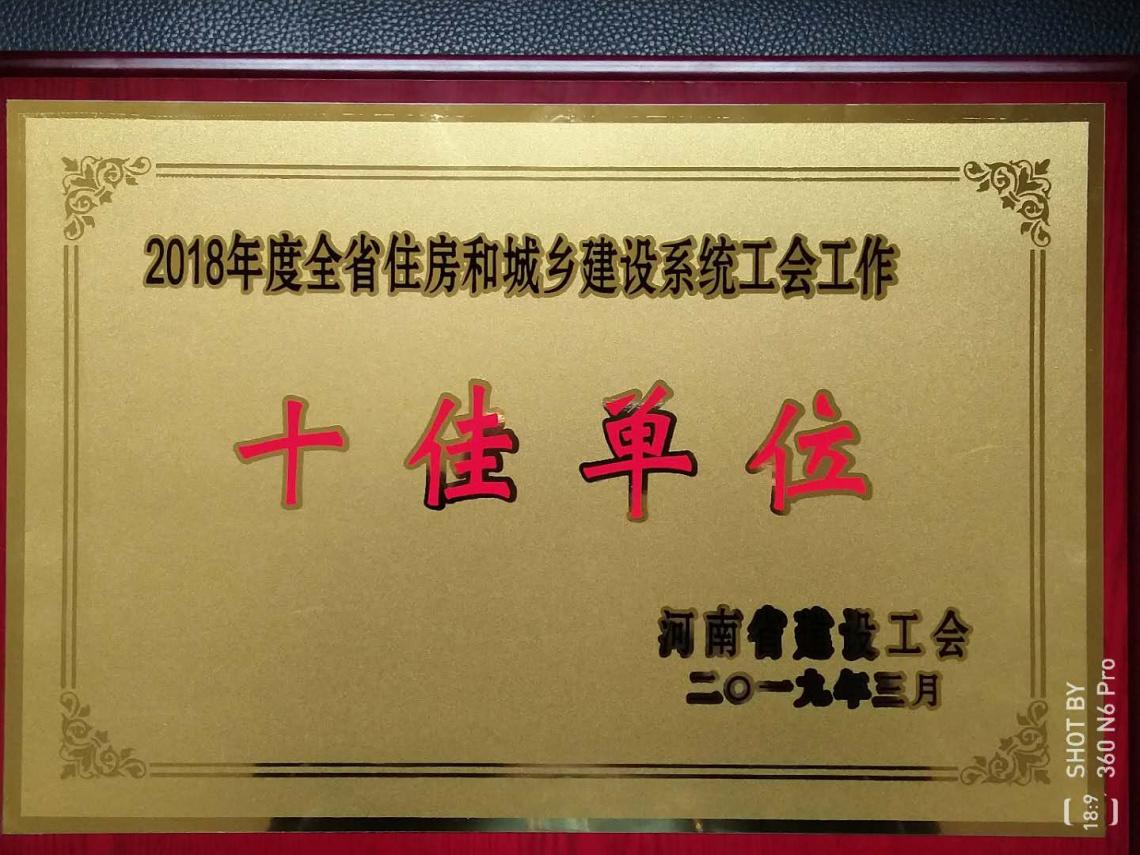 2018年度全省住房和城乡建设系统工会工作
十佳单位
河南省建设工会
二〇一九年三月
SHOT BY
360 N6 Pro
18:9